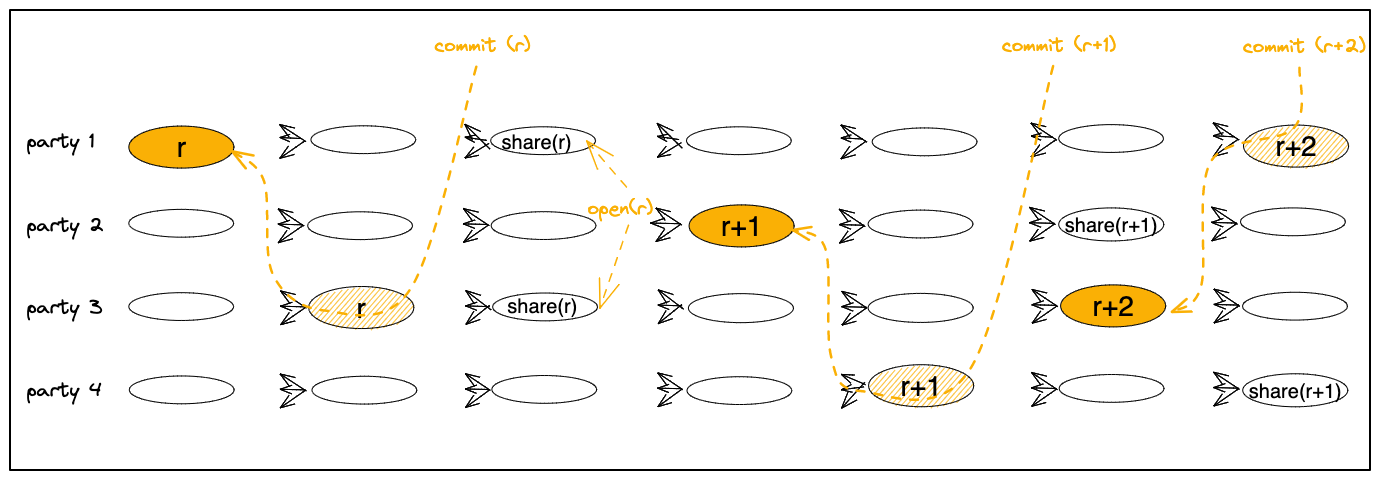 commit (r) commit (r+1) commit (r+2)
party 1 r share(r) r+2
open(r)
party 2 r+1 share(r+1)
party 3 r share(r) r+2
party 4 r+1 share(r+1)